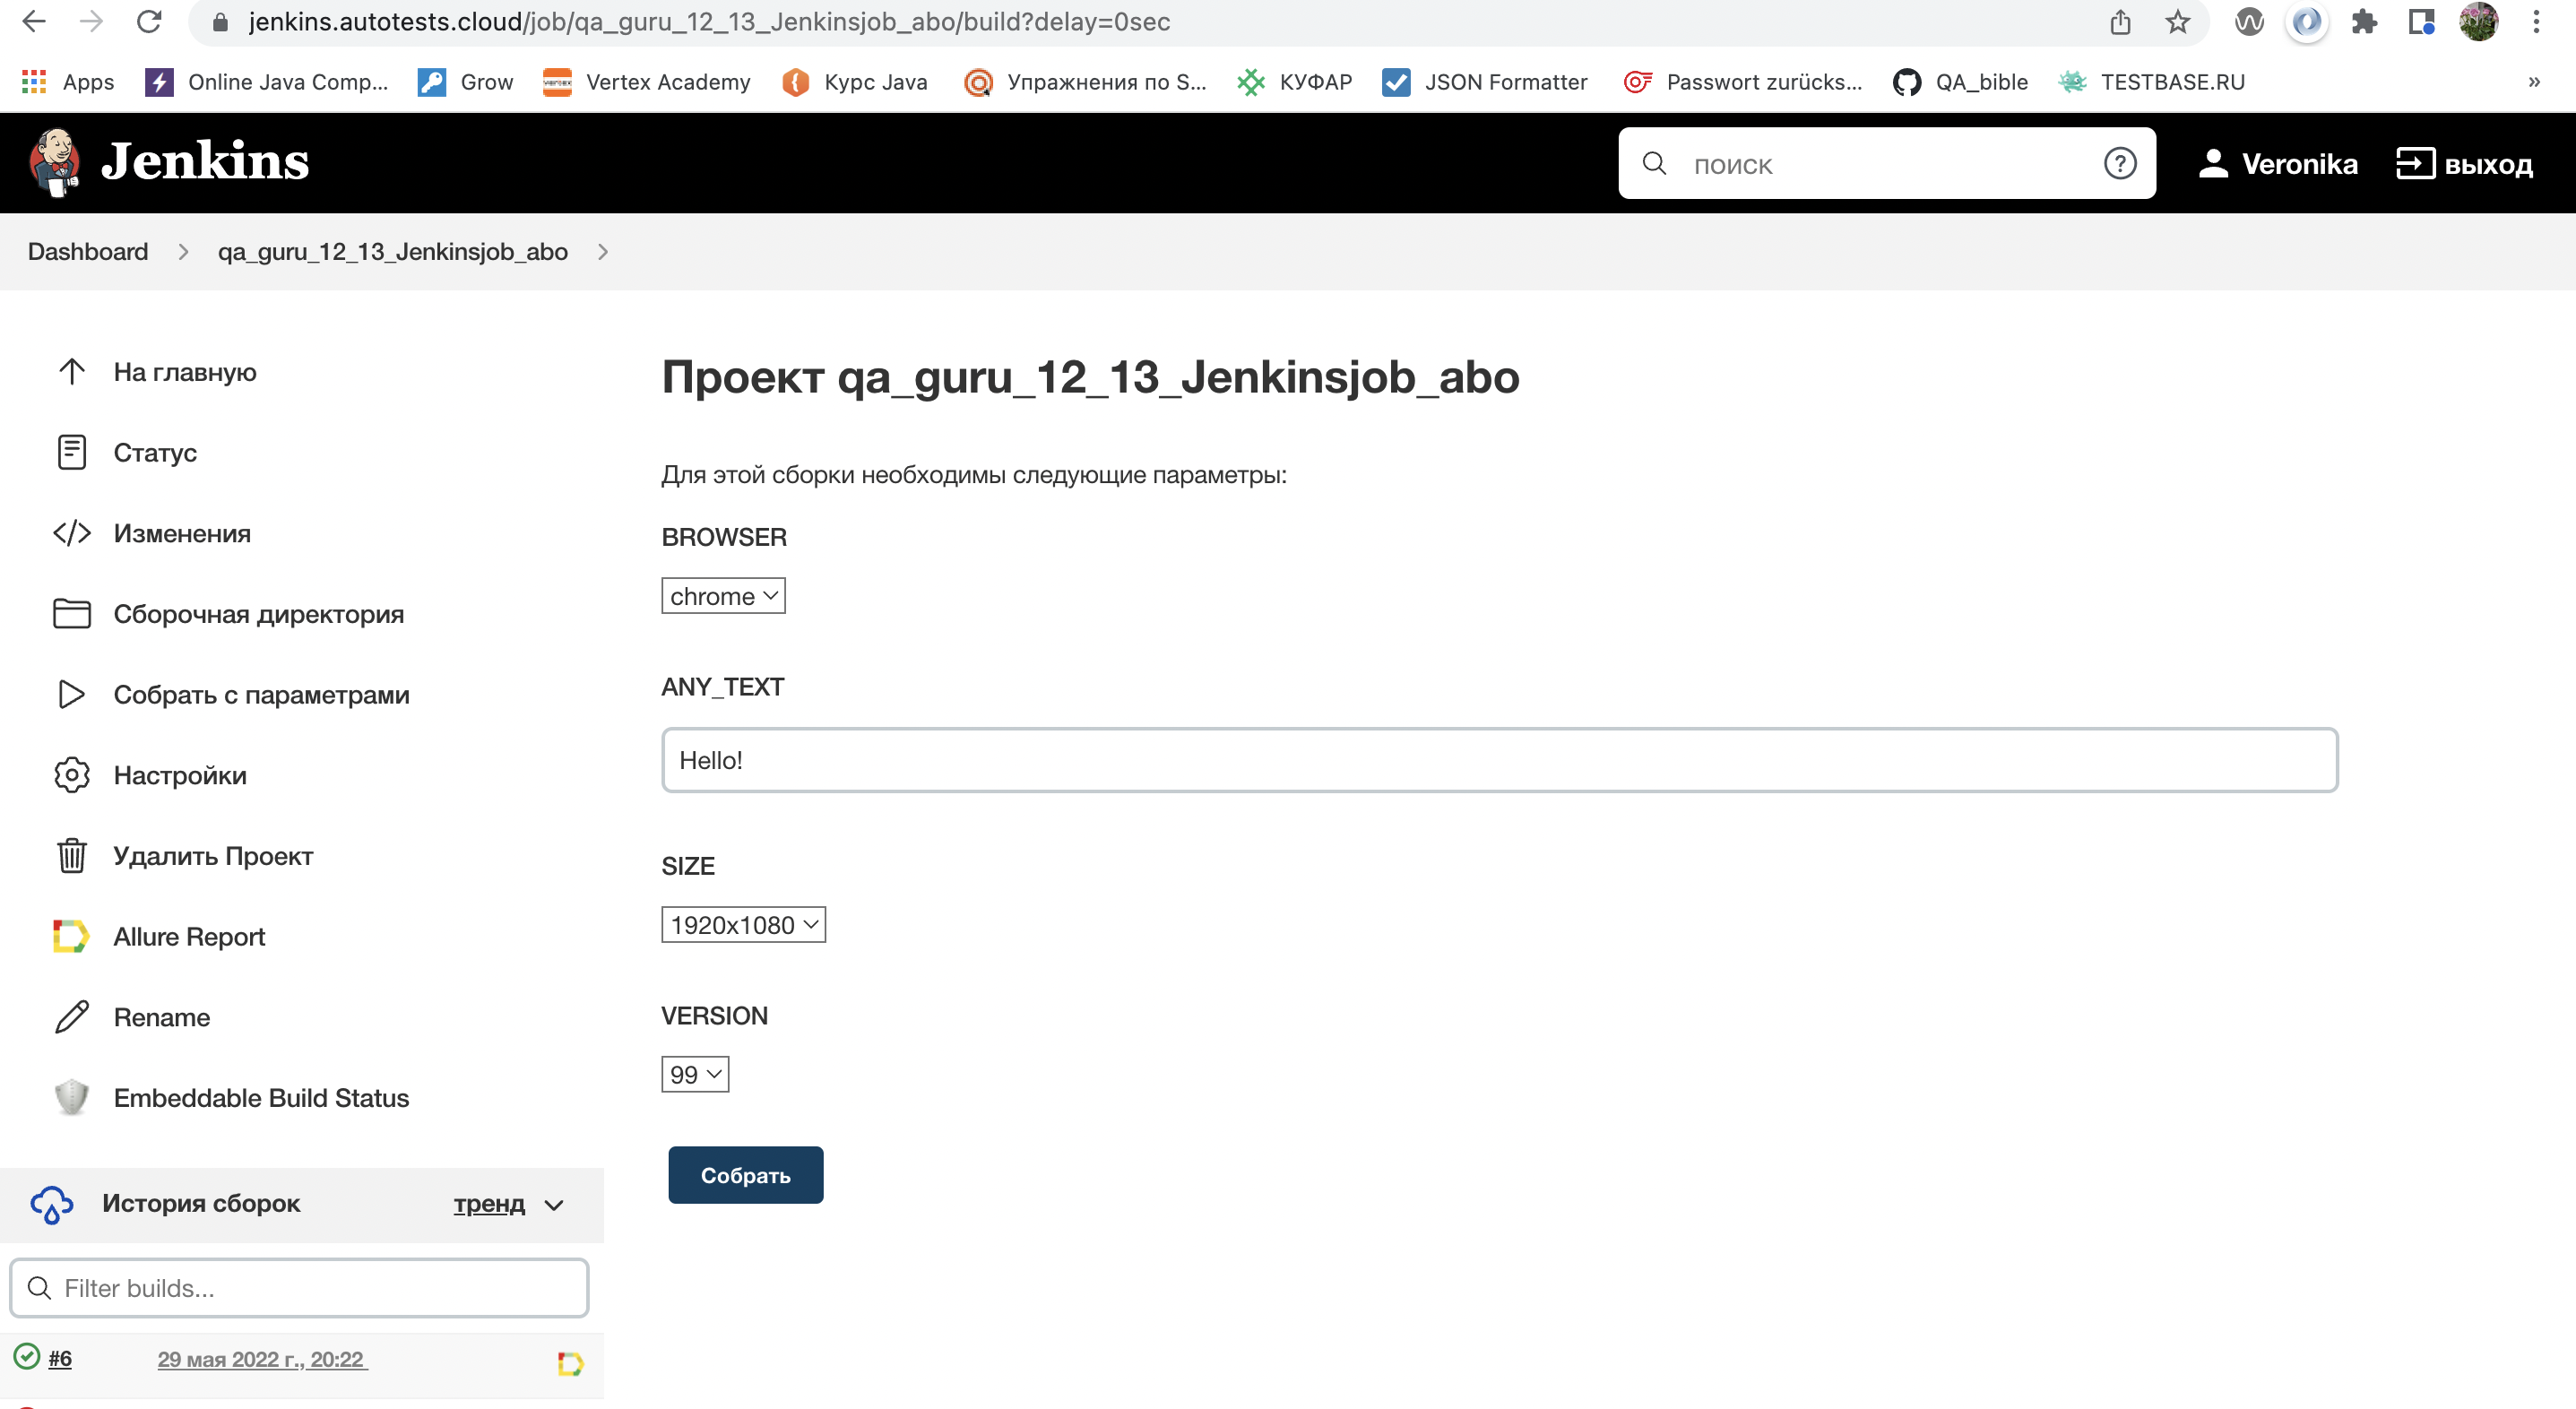 jenkins.autotests.cloud/job/qa_guru_12_13_Jenkinsjob_abo/build?delay=0sec
Apps Online Java Comp... Grow Vertex Academy Курс Java Упражнения по S... КУФАР JSON Formatter Passwort zurücks... QA_bible TESTBASE.RU »
Jenkins поиск Veronika выход
Dashboard qa_guru_12_13_Jenkinsjob_abo
На главную
Статус
Изменения
Сборочная директория
Собрать с параметрами
Настройки
Удалить Проект
Allure Report
Rename
Embeddable Build Status
История сборок тренд
Filter builds...
#6 29 мая 2022 г., 20:22
Проект qa_guru_12_13_Jenkinsjob_abo
Для этой сборки необходимы следующие параметры:
BROWSER
chrome
ANY_TEXT
Hello!
SIZE
1920x1080
VERSION
99
Собрать